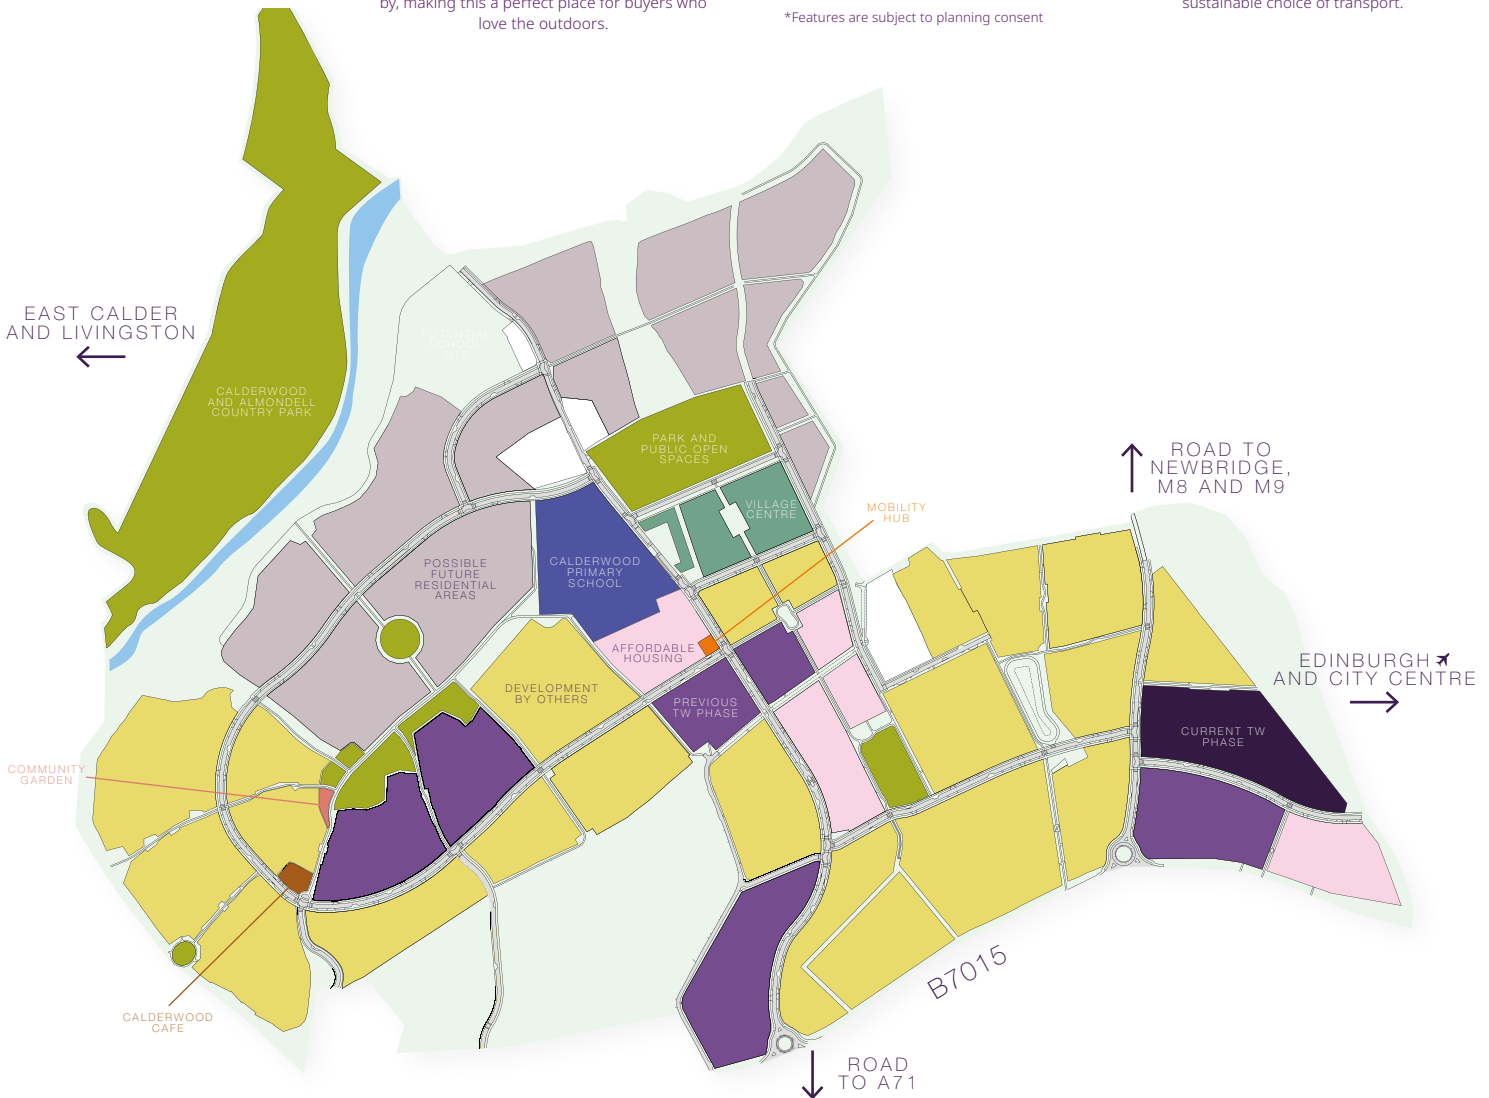 by, making this a perfect place for buyers who
love the outdoors.
*Features are subject to planning consent
sustainable choice of transport.
EAST CALDER
AND LIVINGSTON
POTENTIAL
SCHOOL
SITE
CALDERWOOD
AND ALMONDELL
COUNTRY PARK
PARK AND
PUBLIC OPEN
SPACES
ROAD TO
NEWBRIDGE,
M8 AND M9
VILLAGE
CENTRE
MOBILITY
HUB
POSSIBLE
FUTURE
RESIDENTIAL
AREAS
CALDERWOOD
PRIMARY
SCHOOL
AFFORDABLE
HOUSING
EDINBURGH
AND CITY CENTRE
DEVELOPMENT
BY OTHERS
PREVIOUS
TW PHASE
CURRENT TW
PHASE
COMMUNITY
GARDEN
B7015
CALDERWOOD
CAFE
ROAD
TO A71